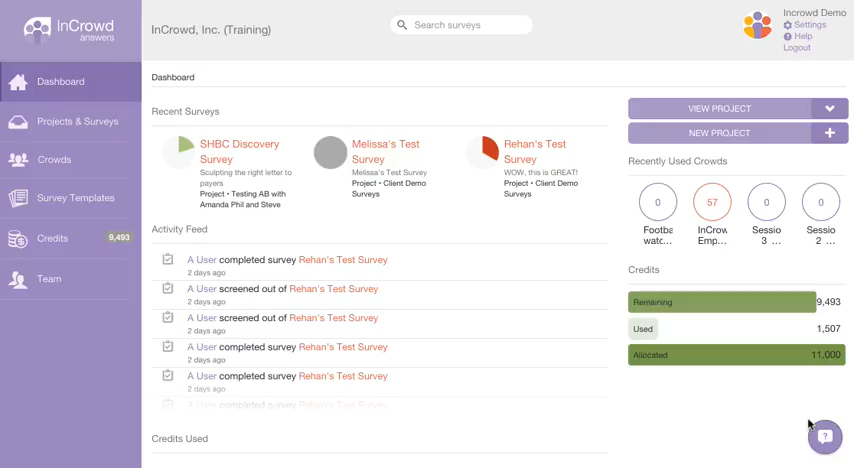 InCrowd
answers
InCrowd, Inc. (Training)
Search surveys
Incrowd Demo
Settings
Help
Logout
Dashboard
Projects & Surveys
Crowds
Survey Templates
Credits
9,493
Team
Dashboard
Recent Surveys
SHBC Discovery
Survey
Sculpting the right letter to
payers
Project • Testing AB with
Amanda Phil and Steve
Melissa's Test
Survey
Melissa's Test Survey
Project • Client Demo
Surveys
Rehan's Test
Survey
WOW, this is GREAT!
Project • Client Demo
Surveys
Activity Feed
A User completed survey Rehan's Test Survey
2 days ago
A User screened out of Rehan's Test Survey
2 days ago
A User screened out of Rehan's Test Survey
2 days ago
A User completed survey Rehan's Test Survey
2 days ago
A User completed survey Rehan's Test Survey
2 days ago
A User completed survey Rehan's Test Survey
Credits Used
VIEW PROJECT
NEW PROJECT
Recently Used Crowds
0
Footba
watc...
57
InCrow
Emp...
0
Sessio
3 ...
0
Sessio
2 ...
Credits
Remaining 9,493
Used 1,507
Allocated 11,000